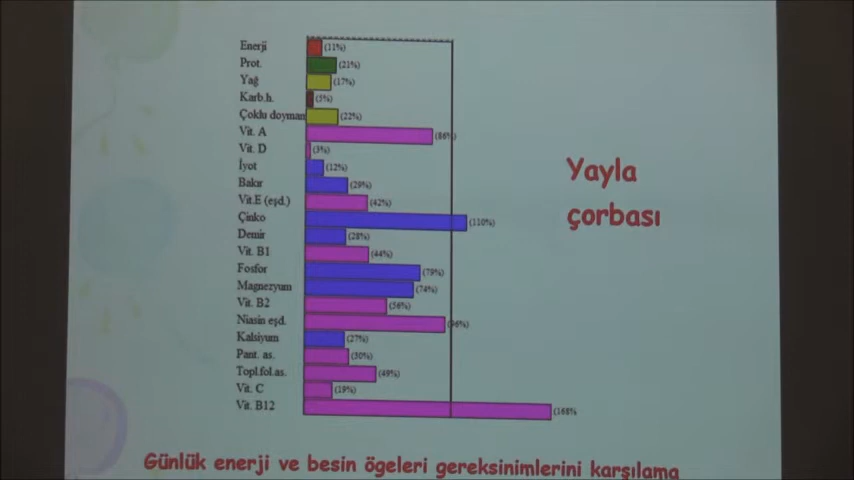 Enerji (11%)
Prot. (21%)
Yağ (17%)
Karb.h. (5%)
Çoklu doyman (22%)
Vit. A (86%)
Vit. D (3%)
İyot (12%)
Bakır (29%)
Vit.E (eşd.) (42%)
Çinko (110%)
Demir (28%)
Vit. B1 (44%)
Fosfor (79%)
Magnezyum (74%)
Vit. B2 (56%)
Niasin eşd. (96%)
Kalsiyum (27%)
Pant. as. (30%)
Topl.fol.as. (49%)
Vit. C (19%)
Vit. B12 (168%
Yayla
çorbası
Günlük enerji ve besin ögeleri gereksinimlerini karşılama